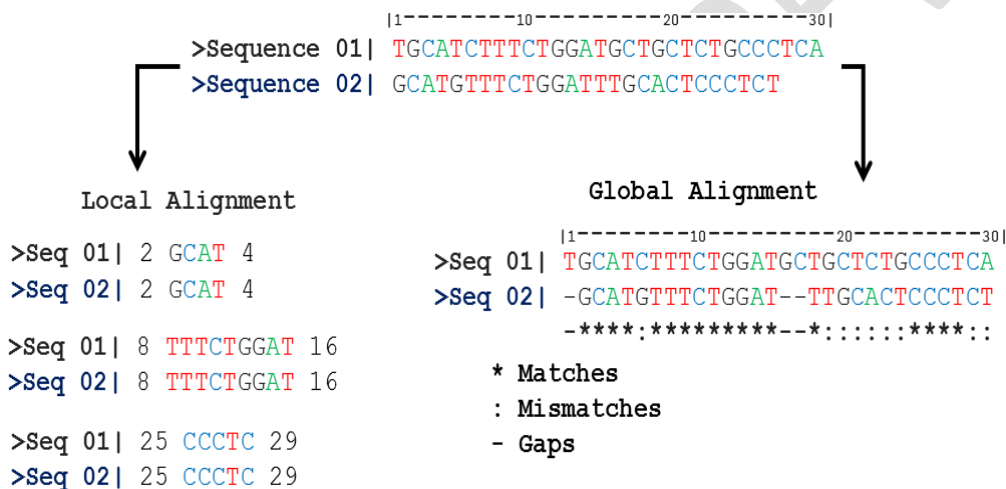 |1---------10---------20---------30|
>Sequence 01| TGCATCTTTCTGGATGCTGCTCTGCCCTCA
>Sequence 02| GCATGTTTCTGGATTTGCACTCCCTCT
Local Alignment
>Seq 01| 2 GCAT 4
>Seq 02| 2 GCAT 4
>Seq 01| 8 TTTCTGGAT 16
>Seq 02| 8 TTTCTGGAT 16
>Seq 01| 25 CCCTC 29
>Seq 02| 25 CCCTC 29
Global Alignment
|1---------10---------20---------30|
>Seq 01| TGCATCTTTCTGGATGCTGCTCTGCCCTCA
>Seq 02| -GCATGTTTCTGGAT--TTGCACTCCCTCT
-****:*********--*::::::****::
* Matches
: Mismatches
- Gaps